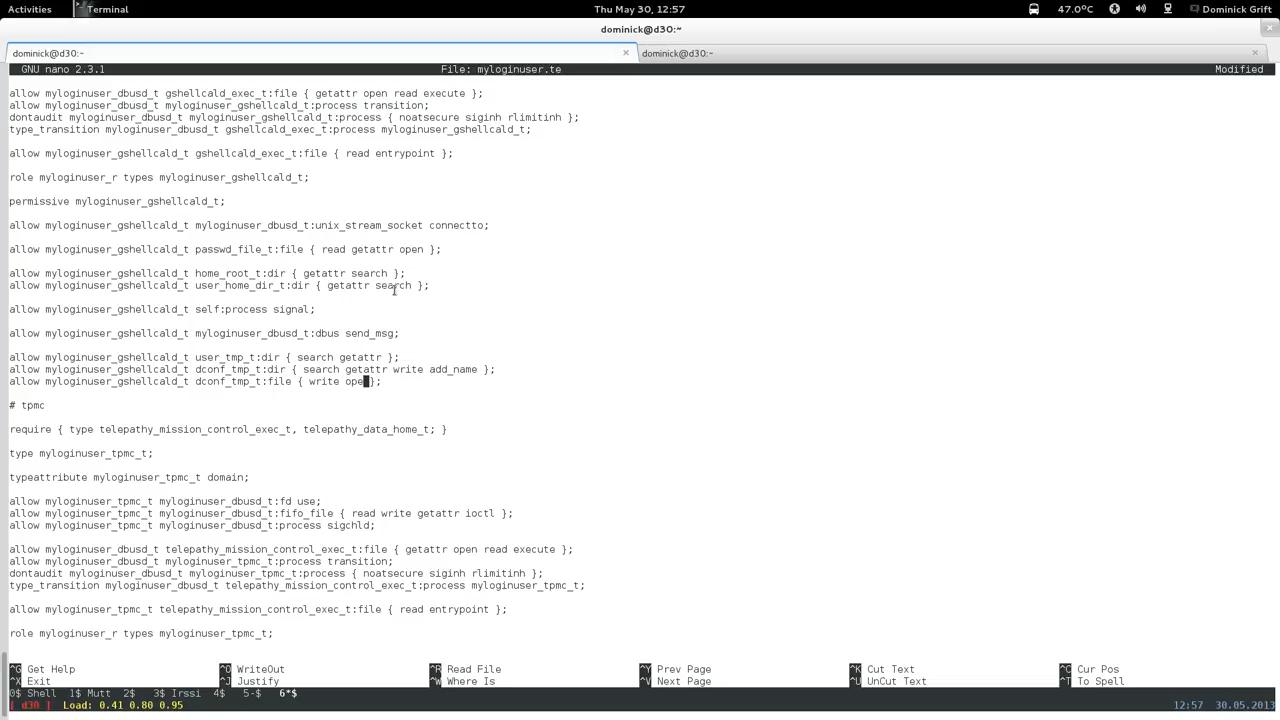 Activities Terminal Thu May 30, 12:57 47.0°C Dominick Grift
dominick@d30:~
dominick@d30:~ × dominick@d30:~ ×
GNU nano 2.3.1 File: myloginuser.te Modified
allow myloginuser_dbusd_t gshellcald_exec_t:file { getattr open read execute };
allow myloginuser_dbusd_t myloginuser_gshellcald_t:process transition;
dontaudit myloginuser_dbusd_t myloginuser_gshellcald_t:process { noatsecure siginh rlimitinh };
type_transition myloginuser_dbusd_t gshellcald_exec_t:process myloginuser_gshellcald_t;
allow myloginuser_gshellcald_t gshellcald_exec_t:file { read entrypoint };
role myloginuser_r types myloginuser_gshellcald_t;
permissive myloginuser_gshellcald_t;
allow myloginuser_gshellcald_t myloginuser_dbusd_t:unix_stream_socket connectto;
allow myloginuser_gshellcald_t passwd_file_t:file { read getattr open };
allow myloginuser_gshellcald_t home_root_t:dir { getattr search };
allow myloginuser_gshellcald_t user_home_dir_t:dir { getattr search };
allow myloginuser_gshellcald_t self:process signal;
allow myloginuser_gshellcald_t myloginuser_dbusd_t:dbus send_msg;
allow myloginuser_gshellcald_t user_tmp_t:dir { search getattr };
allow myloginuser_gshellcald_t dconf_tmp_t:dir { search getattr write add_name };
allow myloginuser_gshellcald_t dconf_tmp_t:file { write ope };
# tpmc
require { type telepathy_mission_control_exec_t, telepathy_data_home_t; }
type myloginuser_tpmc_t;
typeattribute myloginuser_tpmc_t domain;
allow myloginuser_tpmc_t myloginuser_dbusd_t:fd use;
allow myloginuser_tpmc_t myloginuser_dbusd_t:fifo_file { read write getattr ioctl };
allow myloginuser_tpmc_t myloginuser_dbusd_t:process sigchld;
allow myloginuser_dbusd_t telepathy_mission_control_exec_t:file { getattr open read execute };
allow myloginuser_dbusd_t myloginuser_tpmc_t:process transition;
dontaudit myloginuser_dbusd_t myloginuser_tpmc_t:process { noatsecure siginh rlimitinh };
type_transition myloginuser_dbusd_t telepathy_mission_control_exec_t:process myloginuser_tpmc_t;
allow myloginuser_tpmc_t telepathy_mission_control_exec_t:file { read entrypoint };
role myloginuser_r types myloginuser_tpmc_t;
^G Get Help ^O WriteOut ^R Read File ^Y Prev Page ^K Cut Text ^C Cur Pos
^X Exit ^J Justify ^W Where Is ^V Next Page ^U UnCut Text ^T To Spell
0$ Shell 1$ Mutt 2$ 3$ Irssi 4$ 5-$ 6*$
[ d30 ] Load: 0.41 0.80 0.95 12:57 30.05.2013